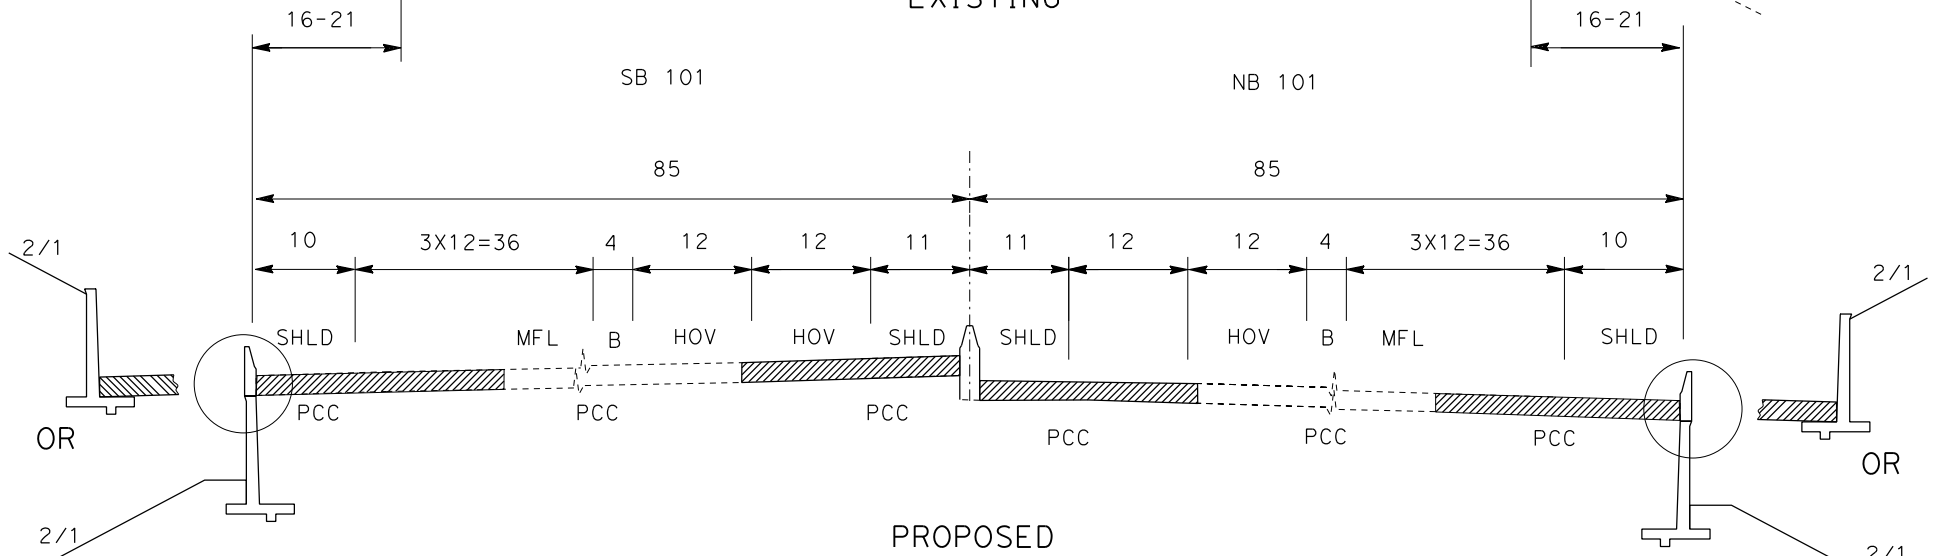 EXISTING
16-21 16-21
SB 101 NB 101
85 85
10 3X12=36 4 12 12 11 11 12 12 4 3X12=36 10
2/1 2/1
SHLD MFL B HOV HOV SHLD SHLD HOV B MFL SHLD
PCC PCC PCC PCC PCC PCC
OR OR
2/1 2/1
PROPOSED